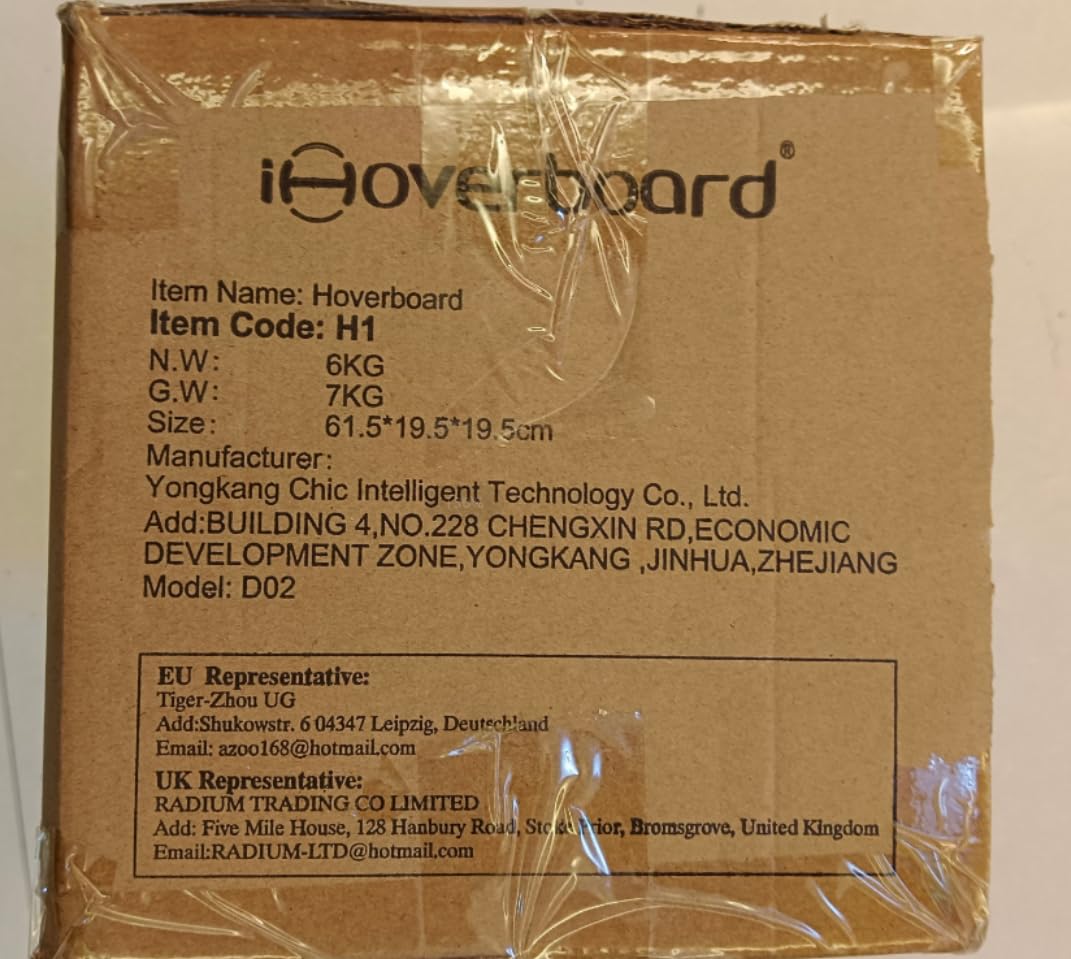 iHoverboard®
Item Name: Hoverboard
Item Code: H1
N.W: 6KG
G.W: 7KG
Size: 61.5*19.5*19.5cm
Manufacturer:
Yongkang Chic Intelligent Technology Co., Ltd.
Add:BUILDING 4,NO.228 CHENGXIN RD,ECONOMIC
DEVELOPMENT ZONE,YONGKANG ,JINHUA,ZHEJIANG
Model: D02
EU Representative:
Tiger-Zhou UG
Add:Shukowstr. 6 04347 Leipzig, Deutschland
Email: azoo168@hotmail.com
UK Representative:
RADIUM TRADING CO LIMITED
Add: Five Mile House, 128 Hanbury Road, Stoke Prior, Bromsgrove, United Kingdom
Email:RADIUM-LTD@hotmail.com